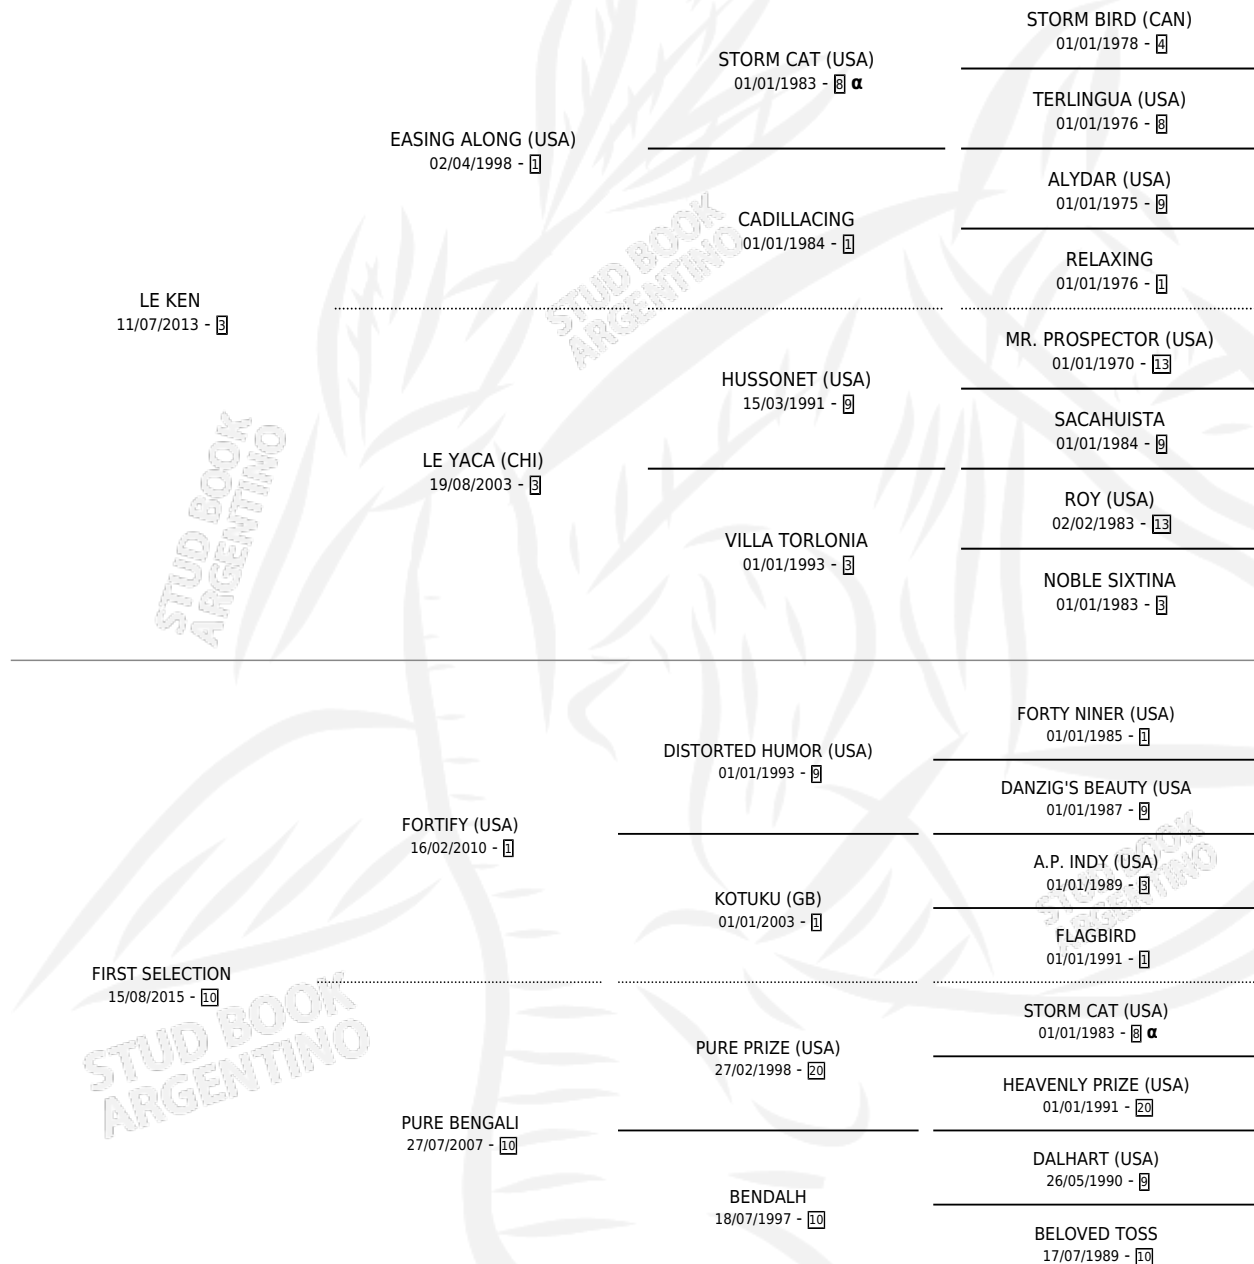 STORM BIRD (CAN)
01/01/1978 - 4
STORM CAT (USA)
01/01/1983 - 8 α
TERLINGUA (USA)
01/01/1976 - 8
EASING ALONG (USA)
02/04/1998 - 1
ALYDAR (USA)
01/01/1975 - 9
CADILLACING
01/01/1984 - 1
RELAXING
01/01/1976 - 1
LE KEN
11/07/2013 - 3
MR. PROSPECTOR (USA)
01/01/1970 - 13
HUSSONET (USA)
15/03/1991 - 9
SACAHUISTA
01/01/1984 - 9
LE YACA (CHI)
19/08/2003 - 3
ROY (USA)
02/02/1983 - 13
VILLA TORLONIA
01/01/1993 - 3
NOBLE SIXTINA
01/01/1983 - 3
STUD BOOK
ARGENTINO
STUD BOOK
ARGENTINO
FORTY NINER (USA)
01/01/1985 - 1
DISTORTED HUMOR (USA)
01/01/1993 - 9
DANZIG'S BEAUTY (USA
01/01/1987 - 9
FORTIFY (USA)
16/02/2010 - 1
A.P. INDY (USA)
01/01/1989 - 3
KOTUKU (GB)
01/01/2003 - 1
FLAGBIRD
01/01/1991 - 1
FIRST SELECTION
15/08/2015 - 10
STORM CAT (USA)
01/01/1983 - 8 α
PURE PRIZE (USA)
27/02/1998 - 20
HEAVENLY PRIZE (USA)
01/01/1991 - 20
PURE BENGALI
27/07/2007 - 10
DALHART (USA)
26/05/1990 - 9
BENDALH
18/07/1997 - 10
BELOVED TOSS
17/07/1989 - 10
STUD BOOK
ARGENTINO
STUD BOOK
ARGENTINO